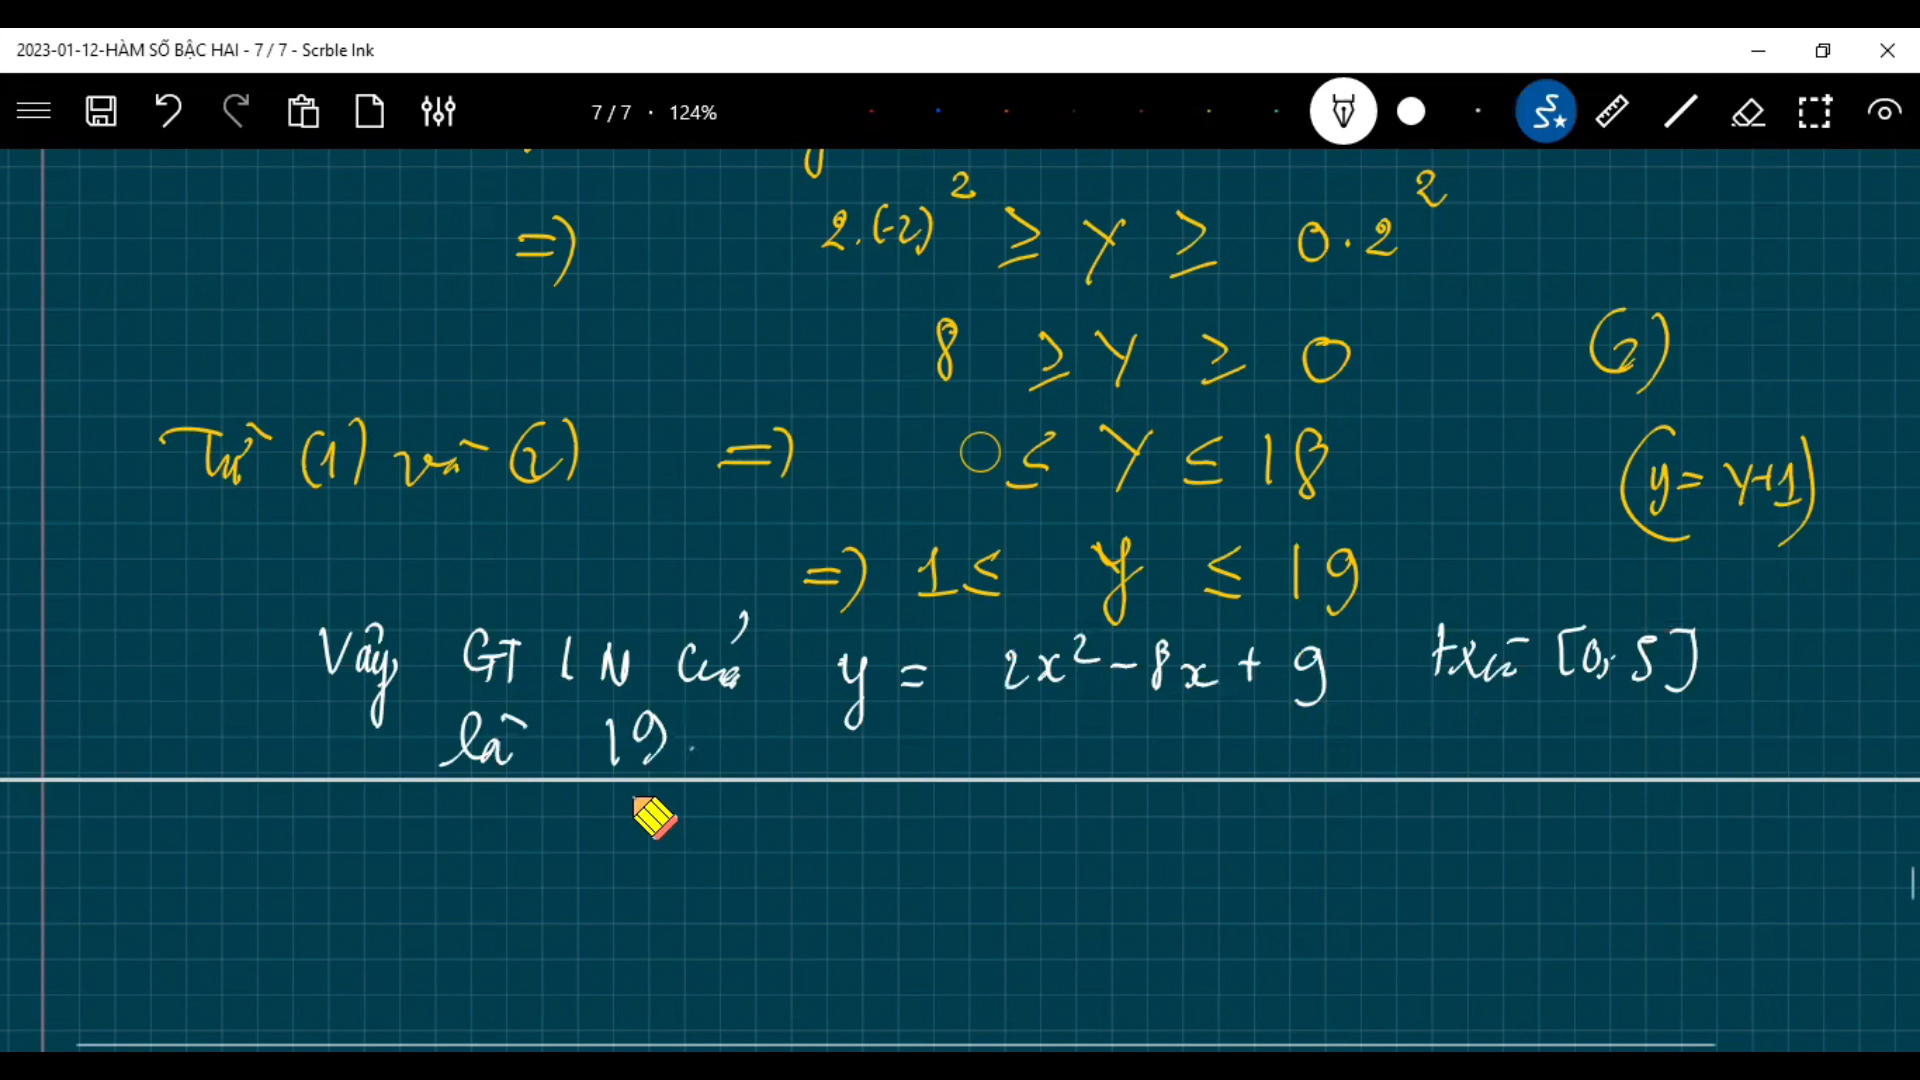 2023-01-12-HÀM SỐ BẬC HAI - 7 / 7 - Scrble Ink
7 / 7 · 124%
=> 2.(-2)² ≥ Y ≥ 0.2²
8 ≥ Y ≥ 0 (2)
Từ (1) và (2) => 0 ≤ Y ≤ 18 (y = Y+1)
=> 1 ≤ y ≤ 19
Vậy GTLN của y = 2x² - 8x + 9 trên [0; 5]
là 19.